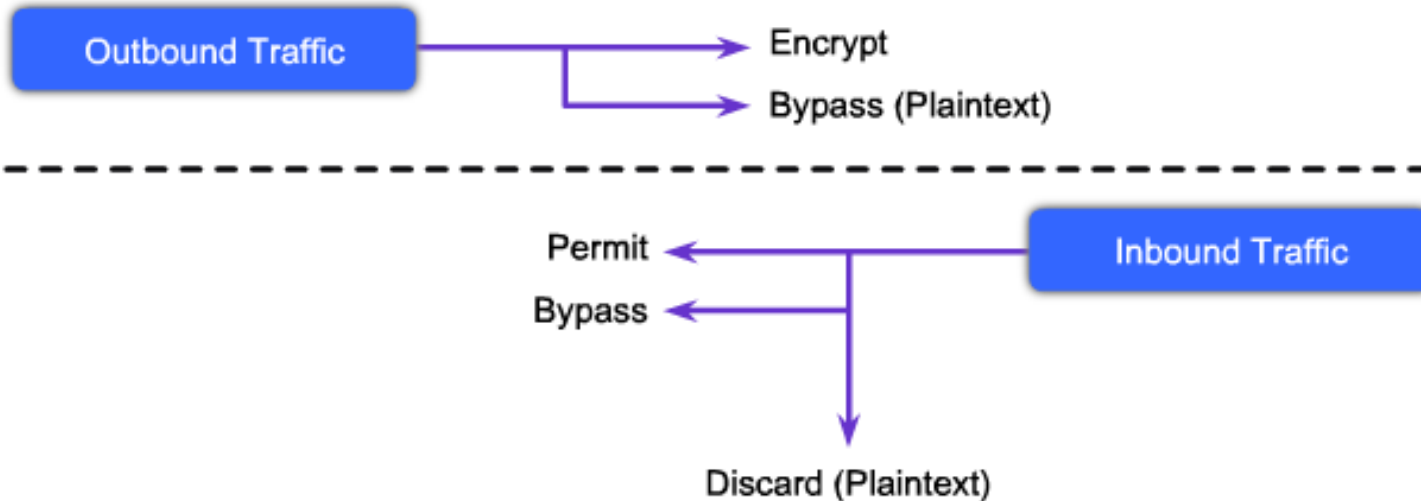 Outbound Traffic
Encrypt
Bypass (Plaintext)
Permit
Inbound Traffic
Bypass
Discard (Plaintext)